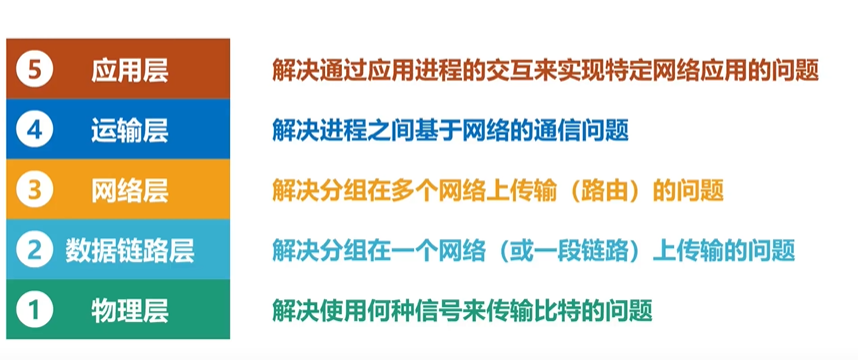 5 应用层 解决通过应用进程的交互来实现特定网络应用的问题
4 运输层 解决进程之间基于网络的通信问题
3 网络层 解决分组在多个网络上传输（路由）的问题
2 数据链路层 解决分组在一个网络（或一段链路）上传输的问题
1 物理层 解决使用何种信号来传输比特的问题